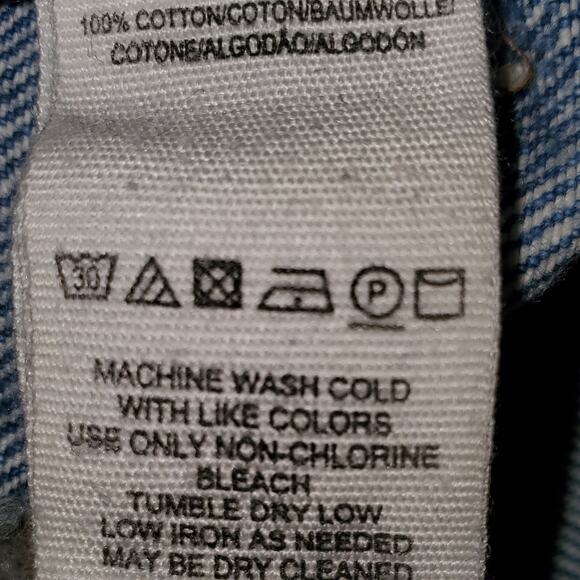 100% COTTON/COTON/BAUMWOLLE/
COTONE/ALGODÃO/ALGODÓN
30
P
MACHINE WASH COLD
WITH LIKE COLORS
USE ONLY NON-CHLORINE
BLEACH
TUMBLE DRY LOW
LOW IRON AS NEEDED
MAY BE DRY CLEANED